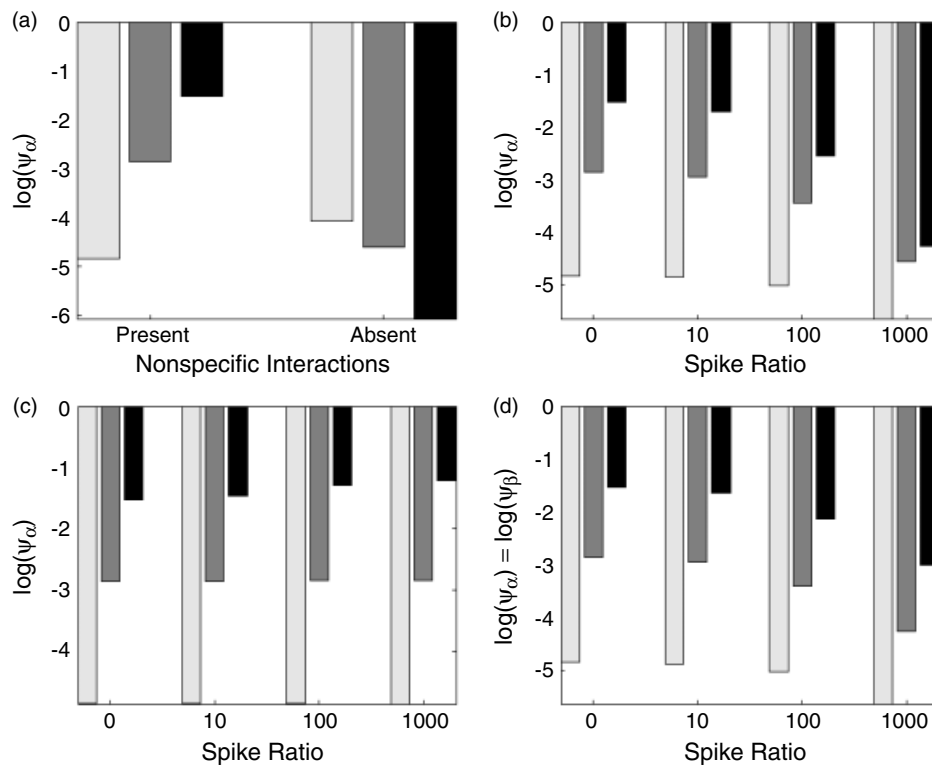 (a)
0
-1
-2
-3
-4
-5
-6
log(ψα)
Present
Absent
Nonspecific Interactions
(b)
0
-1
-2
-3
-4
-5
log(ψα)
0
10
100
1000
Spike Ratio
(c)
0
-1
-2
-3
-4
log(ψα)
0
10
100
1000
Spike Ratio
(d)
0
-1
-2
-3
-4
-5
log(ψα) = log(ψβ)
0
10
100
1000
Spike Ratio